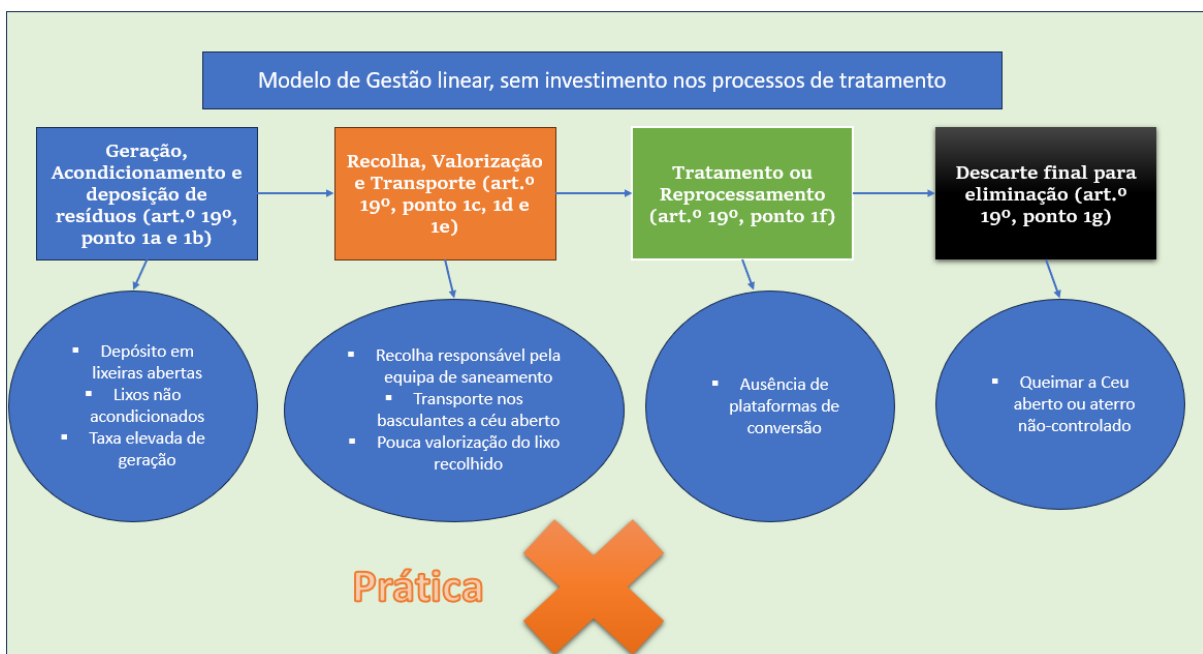 Modelo de Gestão linear, sem investimento nos processos de tratamento
Geração,
Acondicionamento e
deposição de
resíduos (art.º 19º,
ponto 1a e 1b)
Recolha, Valorização
e Transporte (art.º
19º, ponto 1c, 1d e
1e)
Tratamento ou
Reprocessamento
(art.º 19º, ponto 1f)
Descarte final para
eliminação (art.º
19º, ponto 1g)
▪ Depósito em
lixeiras abertas
▪ Lixos não
acondicionados
▪ Taxa elevada de
geração
▪ Recolha responsável pela
equipa de saneamento
▪ Transporte nos
basculantes a céu aberto
▪ Pouca valorização do lixo
recolhido
▪ Ausência de
plataformas de
conversão
▪ Queimar a Ceu
aberto ou aterro
não-controlado
Prática